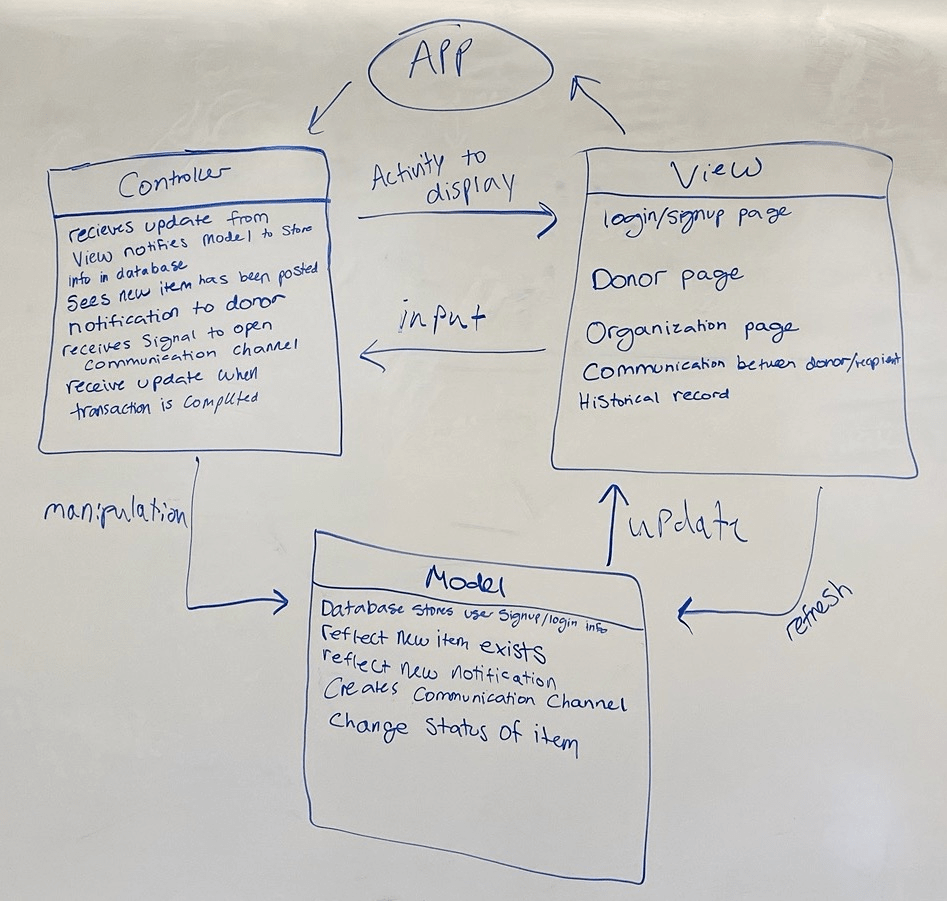 APP
Controller
recieves update from
View notifies model to store
info in database
Sees new item has been posted
notification to donor
receives signal to open
communication channel
receive update when
transaction is completed
Activity to
display
input
View
login/signup page
Donor page
Organization page
Communication between donor/recipient
Historical record
manipulation
update
refresh
Model
Database stores use signup/login info
reflect new item exists
reflect new notification
Creates Communication Channel
Change Status of item